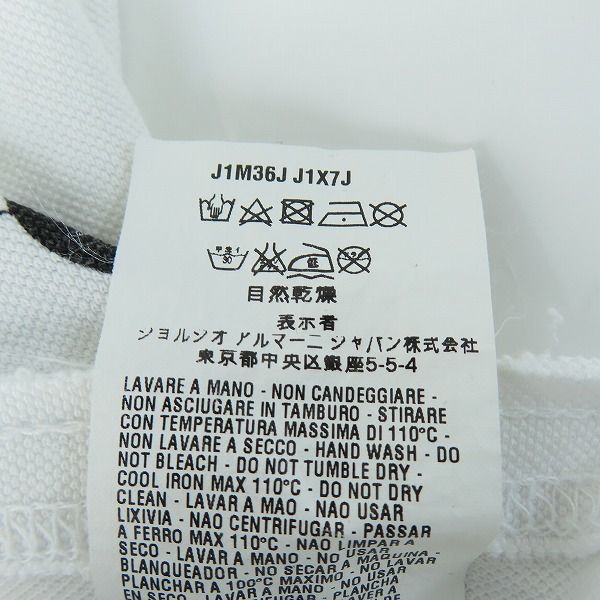 J1M36J J1X7J
自然乾燥
表示者
ジョルジオ アルマーニ ジャパン株式会社
東京都中央区銀座5-5-4
LAVARE A MANO - NON CANDEGGIARE -
NON ASCIUGARE IN TAMBURO - STIRARE
CON TEMPERATURA MASSIMA DI 110°C -
NON LAVARE A SECCO - HAND WASH - DO
NOT BLEACH - DO NOT TUMBLE DRY -
COOL IRON MAX 110°C - DO NOT DRY
CLEAN - LAVAR A MAO - NAO USAR
LIXIVIA - NAO CENTRIFUGAR - PASSAR
A FERRO MAX 110°C - NAO LIMPAR A
SECO - LAVAR A MANO - NO USAR
BLANQUEADOR - NO SECAR A MAQUINA -
PLANCHAR A 100°C MAXIMO - NO LAVAR
EN SECO